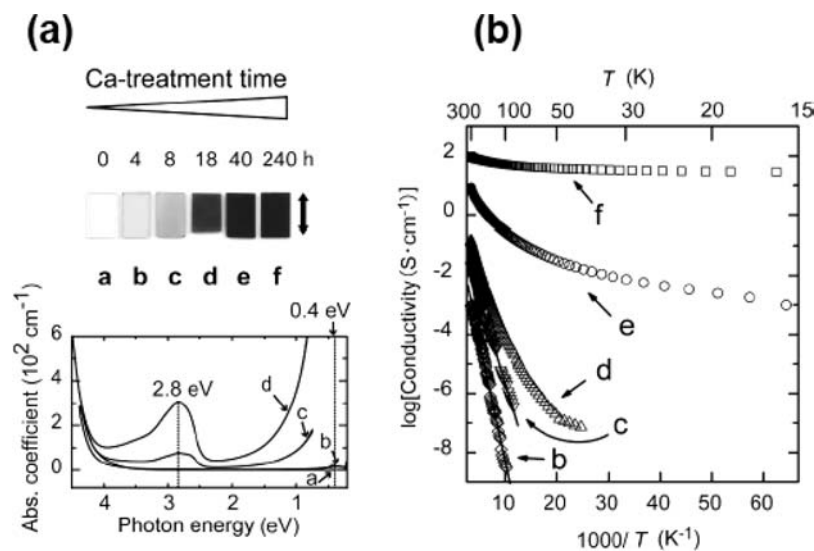 (a)
Ca-treatment time
0 4 8 18 40 240 h
a b c d e f
0.4 eV
Abs. coefficient (10² cm⁻¹)
6
4
2
0
2.8 eV
d
c
b
a
4 3 2 1
Photon energy (eV)
(b)
T (K)
300 100 50 30 20 15
log[Conductivity (S·cm⁻¹)]
2
0
-2
-4
-6
-8
f
e
d
c
b
10 20 30 40 50 60
1000/ T (K⁻¹)